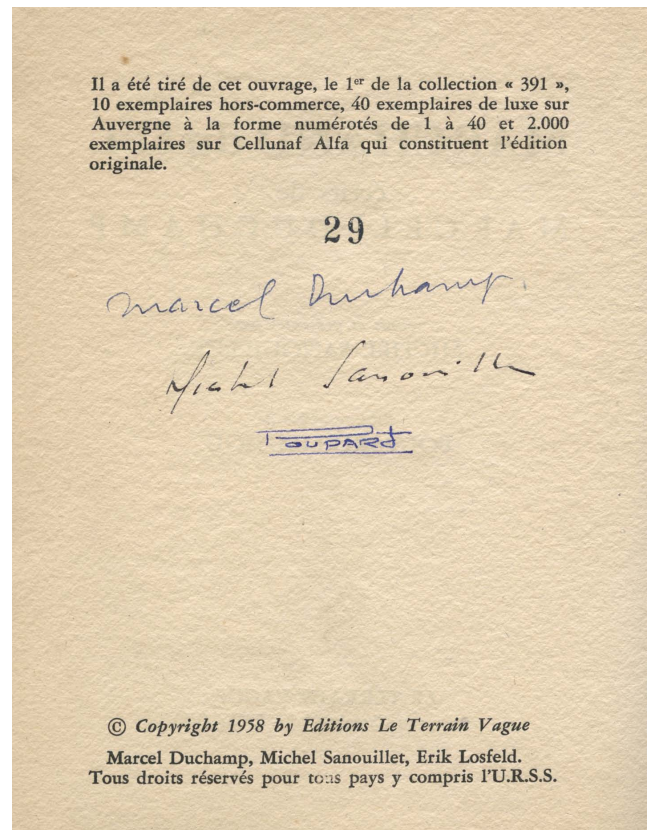 Il a été tiré de cet ouvrage, le 1er de la collection « 391 »,
10 exemplaires hors-commerce, 40 exemplaires de luxe sur
Auvergne à la forme numérotés de 1 à 40 et 2.000
exemplaires sur Cellunaf Alfa qui constituent l'édition
originale.
29
Marcel Duchamp.
Michel Sanouillet
POUPARD
© Copyright 1958 by Editions Le Terrain Vague
Marcel Duchamp, Michel Sanouillet, Erik Losfeld.
Tous droits réservés pour tous pays y compris l'U.R.S.S.